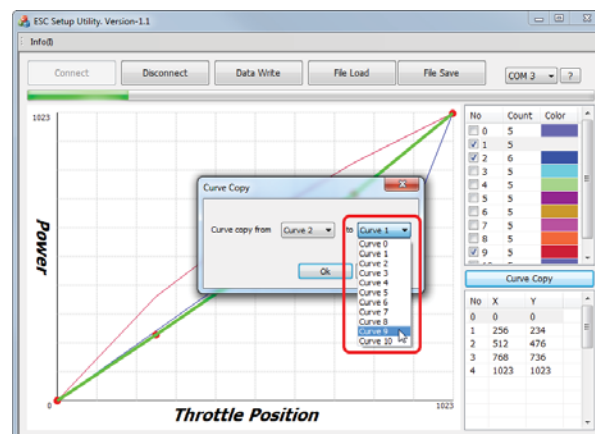 ESC Setup Utility. Version-1.1
Info(I)
Connect Disconnect Data Write File Load File Save COM 3 ?
1023
Power
0
Throttle Position
1023
No Count Color
0 5
1 5
2 6
3 5
4 5
5 5
6 5
7 5
8 5
9 5
Curve Copy
No X Y
0 0 0
1 256 234
2 512 476
3 768 736
4 1023 1023
Curve Copy
Curve copy from Curve 2 to Curve 1
Ok
Curve 0
Curve 1
Curve 2
Curve 3
Curve 4
Curve 5
Curve 6
Curve 7
Curve 8
Curve 9
Curve 10